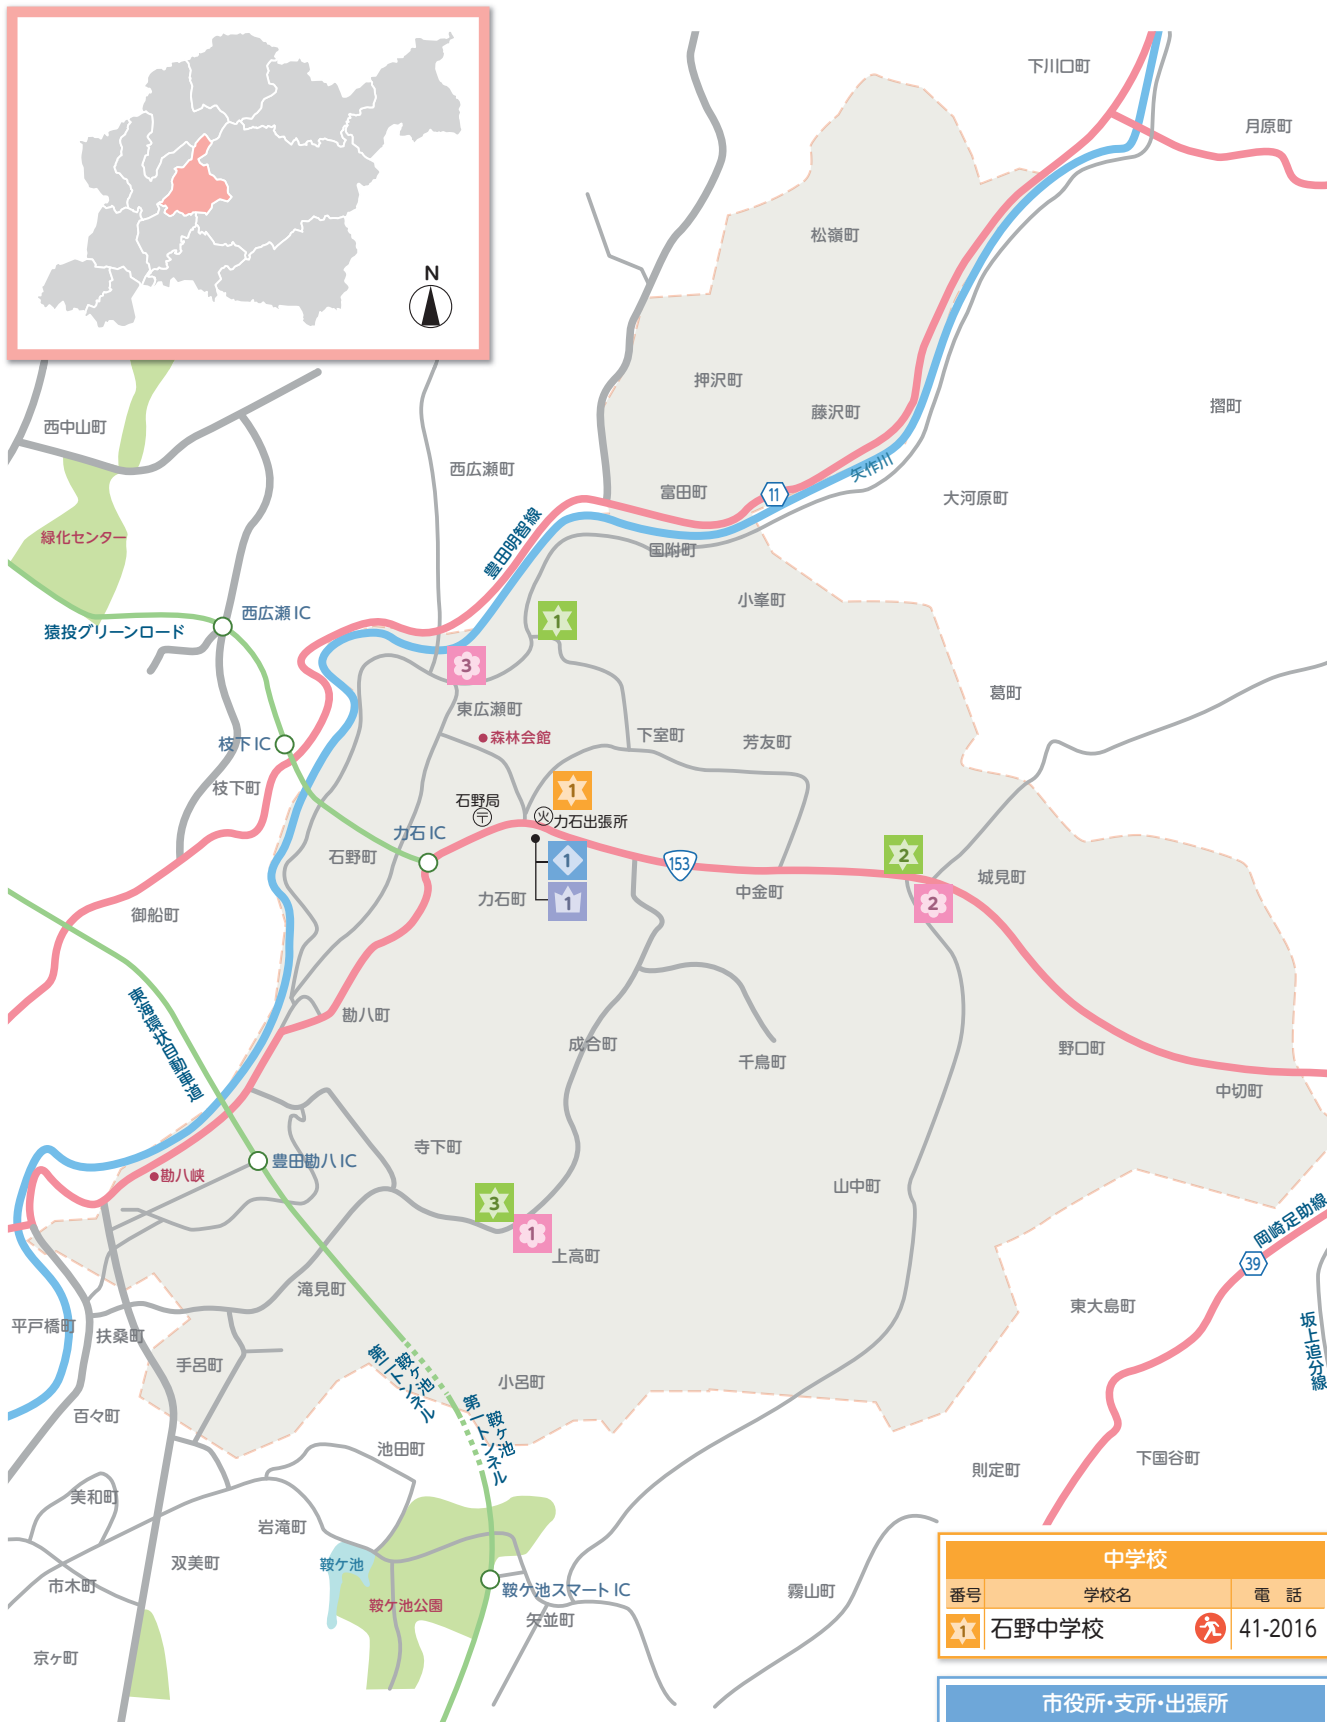 N
下川口町
月原町
松嶺町
押沢町
藤沢町
摺町
西中山町
西広瀬町
富田町
11
矢作川
大河原町
緑化センター
豊田明智線
国附町
小峯町
西広瀬 IC
猿投グリーンロード
1
3
葛町
東広瀬町
森林会館
下室町
芳友町
枝下 IC
枝下町
石野局
1
火
力石出張所
力石 IC
石野町
1
153
2
城見町
中金町
力石町
1
2
御船町
東海環状自動車道
勘八町
成合町
千鳥町
野口町
中切町
寺下町
豊田勘八 IC
勘八峡
山中町
3
1
上高町
岡崎足助線
39
滝見町
東大島町
平戸橋町
扶桑町
坂上追分線
手呂町
鞍ケ池
第二トンネル
小呂町
鞍ケ池
第一トンネル
百々町
池田町
下国谷町
則定町
美和町
岩滝町
双美町
鞍ケ池
市木町
鞍ケ池公園
鞍ケ池スマート IC
矢並町
霧山町
京ヶ町
中学校
番号 学校名 電 話
1 石野中学校 41-2016
市役所・支所・出張所